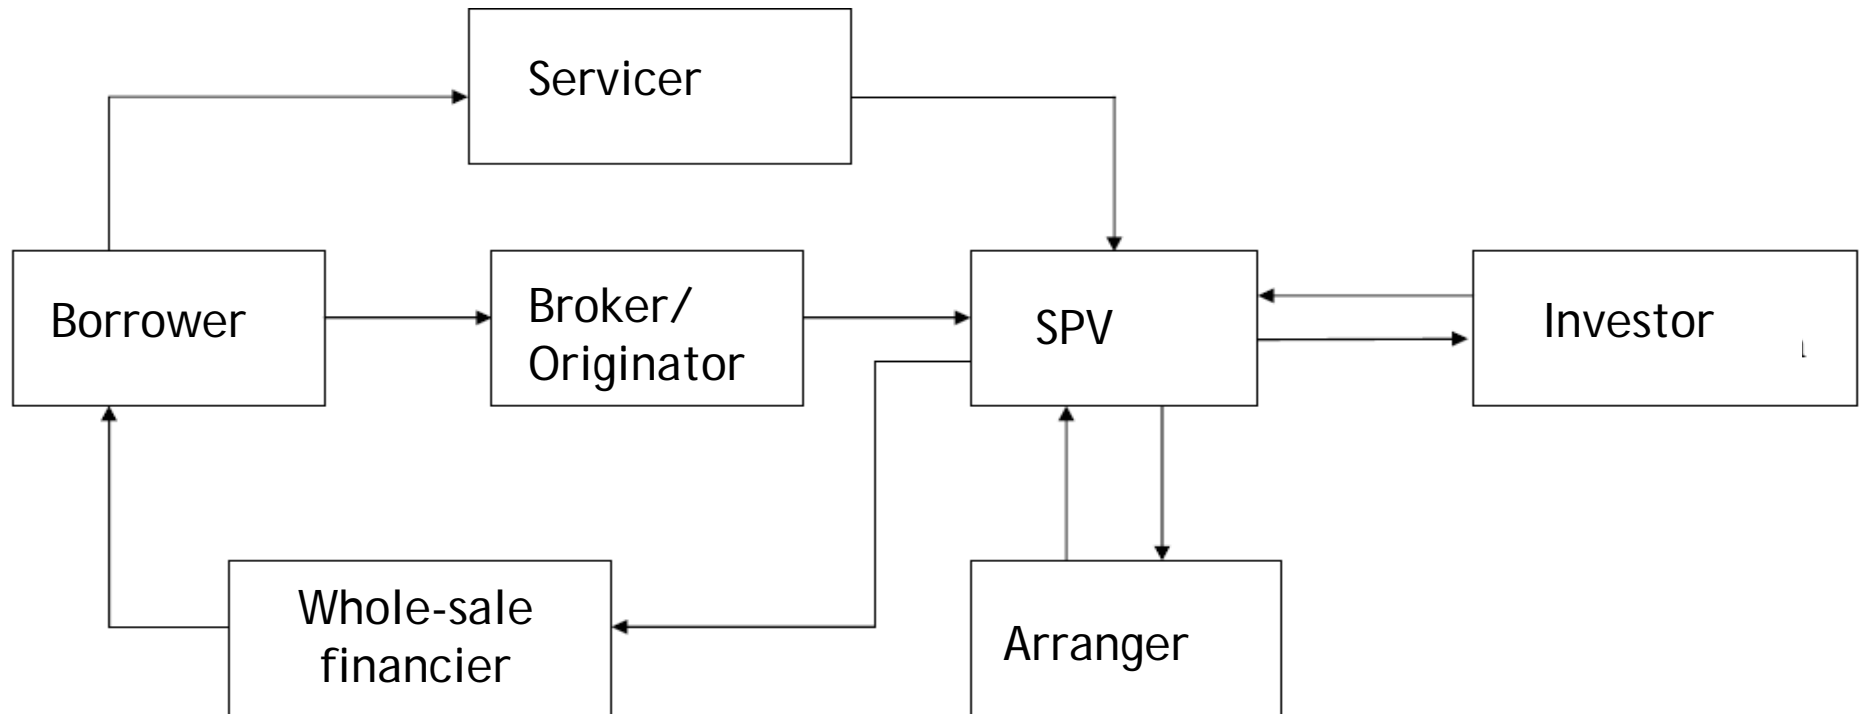 Servicer
Borrower
Broker/
Originator
SPV
Investor
Whole-sale
financier
Arranger